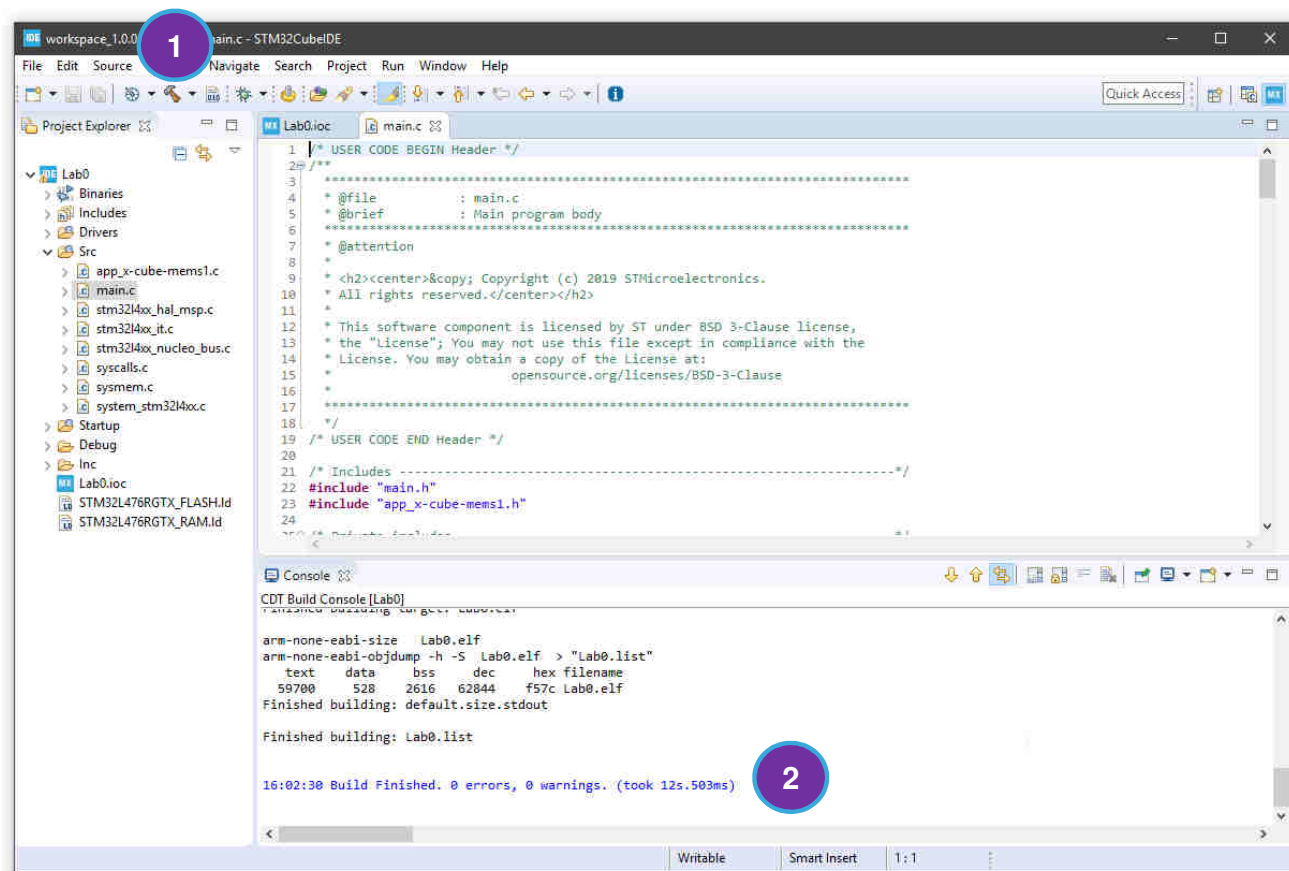 workspace_1.0.0 1 main.c - STM32CubeIDE
File Edit Source Navigate Search Project Run Window Help
Quick Access
Project Explorer
Lab0.ioc main.c
Lab0
Binaries
Includes
Drivers
Src
app_x-cube-mems1.c
main.c
stm32l4xx_hal_msp.c
stm32l4xx_it.c
stm32l4xx_nucleo_bus.c
syscalls.c
sysmem.c
system_stm32l4xx.c
Startup
Debug
Inc
Lab0.ioc
STM32L476RGTX_FLASH.ld
STM32L476RGTX_RAM.ld
1 /* USER CODE BEGIN Header */
2 /**
3 ******************************************************************************
4 * @file : main.c
5 * @brief : Main program body
6 ******************************************************************************
7 * @attention
8 *
9 * <h2><center>&copy; Copyright (c) 2019 STMicroelectronics.
10 * All rights reserved.</center></h2>
11 *
12 * This software component is licensed by ST under BSD 3-Clause license,
13 * the "License"; You may not use this file except in compliance with the
14 * License. You may obtain a copy of the License at:
15 * opensource.org/licenses/BSD-3-Clause
16 *
17 ******************************************************************************
18 */
19 /* USER CODE END Header */
20
21 /* Includes ------------------------------------------------------------------*/
22 #include "main.h"
23 #include "app_x-cube-mems1.h"
24
Console
CDT Build Console [Lab0]
Finished building target: Lab0.elf
arm-none-eabi-size Lab0.elf
arm-none-eabi-objdump -h -S Lab0.elf > "Lab0.list"
text data bss dec hex filename
59700 528 2616 62844 f57c Lab0.elf
Finished building: default.size.stdout
Finished building: Lab0.list
16:02:30 Build Finished. 0 errors, 0 warnings. (took 12s.503ms)
2
Writable Smart Insert 1 : 1